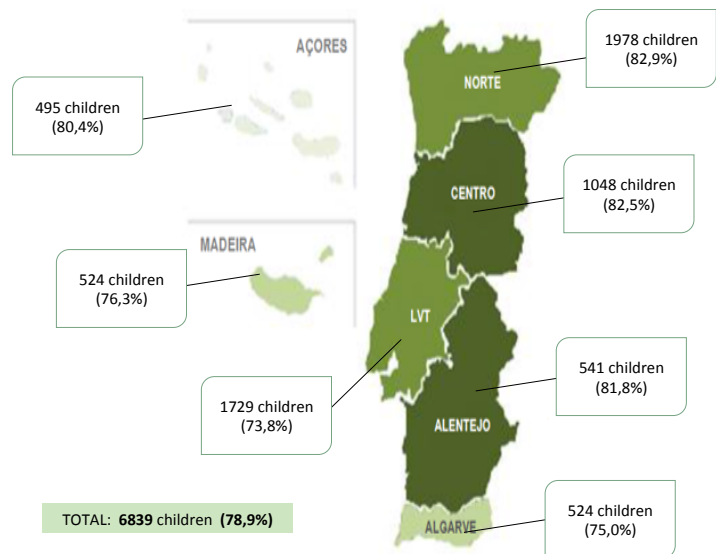 AÇORES
495 children
(80,4%)
MADEIRA
524 children
(76,3%)
NORTE
1978 children
(82,9%)
CENTRO
1048 children
(82,5%)
LVT
1729 children
(73,8%)
ALENTEJO
541 children
(81,8%)
ALGARVE
524 children
(75,0%)
TOTAL: 6839 children (78,9%)